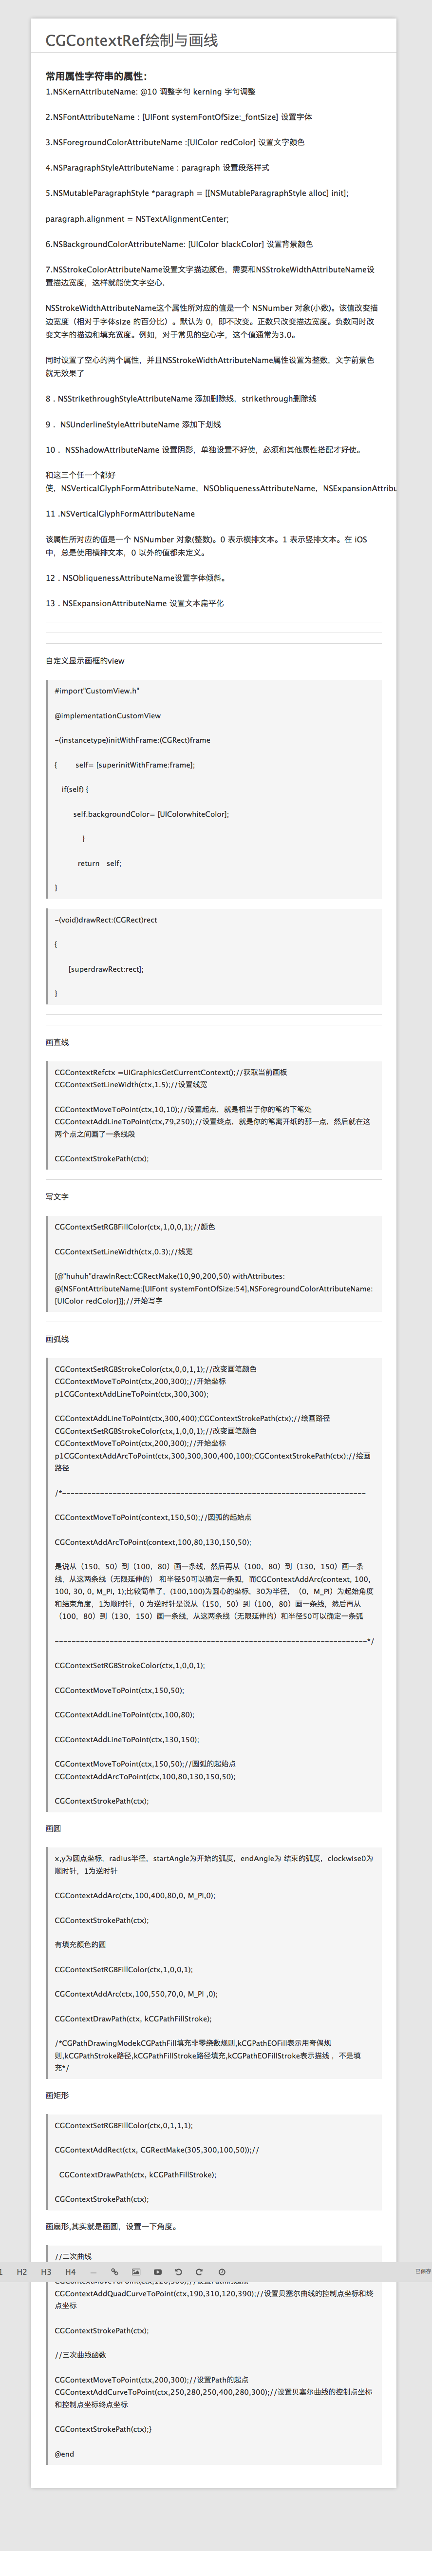 CGContextRef绘制与画线
常用属性字符串的属性：
1.NSKernAttributeName: @10 调整字句 kerning 字句调整
2.NSFontAttributeName : [UIFont systemFontOfSize:_fontSize] 设置字体
3.NSForegroundColorAttributeName :[UIColor redColor] 设置文字颜色
4.NSParagraphStyleAttributeName : paragraph 设置段落样式
5.NSMutableParagraphStyle *paragraph = [[NSMutableParagraphStyle alloc] init];
paragraph.alignment = NSTextAlignmentCenter;
6.NSBackgroundColorAttributeName: [UIColor blackColor] 设置背景颜色
7.NSStrokeColorAttributeName设置文字描边颜色，需要和NSStrokeWidthAttributeName设
置描边宽度，这样就能使文字空心.
NSStrokeWidthAttributeName这个属性所对应的值是一个 NSNumber 对象(小数)。该值改变描
边宽度（相对于字体size 的百分比）。默认为 0，即不改变。正数只改变描边宽度。负数同时改
变文字的描边和填充宽度。例如，对于常见的空心字，这个值通常为3.0。
同时设置了空心的两个属性，并且NSStrokeWidthAttributeName属性设置为整数，文字前景色
就无效果了
8 . NSStrikethroughStyleAttributeName 添加删除线，strikethrough删除线
9 .  NSUnderlineStyleAttributeName 添加下划线
10 .  NSShadowAttributeName 设置阴影，单独设置不好使，必须和其他属性搭配才好使。
和这三个任一个都好
使，NSVerticalGlyphFormAttributeName，NSObliquenessAttributeName，NSExpansionAttribu
11 .NSVerticalGlyphFormAttributeName
该属性所对应的值是一个 NSNumber 对象(整数)。0 表示横排文本。1 表示竖排文本。在 iOS
中，总是使用横排文本，0 以外的值都未定义。
12 . NSObliquenessAttributeName设置字体倾斜。
13 . NSExpansionAttributeName 设置文本扁平化
自定义显示画框的view
#import"CustomView.h"
@implementationCustomView
-(instancetype)initWithFrame:(CGRect)frame
{ self= [superinitWithFrame:frame];
if(self) {
self.backgroundColor= [UIColorwhiteColor];
}
return self;
}
-(void)drawRect:(CGRect)rect
{
[superdrawRect:rect];
}
画直线
CGContextRefctx =UIGraphicsGetCurrentContext();//获取当前画板
CGContextSetLineWidth(ctx,1.5);//设置线宽
CGContextMoveToPoint(ctx,10,10);//设置起点，就是相当于你的笔的下笔处
CGContextAddLineToPoint(ctx,79,250);//设置终点，就是你的笔离开纸的那一点，然后就在这
两个点之间画了一条线段
CGContextStrokePath(ctx);
写文字
CGContextSetRGBFillColor(ctx,1,0,0,1);//颜色
CGContextSetLineWidth(ctx,0.3);//线宽
[@"huhuh"drawInRect:CGRectMake(10,90,200,50) withAttributes:
@{NSFontAttributeName:[UIFont systemFontOfSize:54],NSForegroundColorAttributeName:
[UIColor redColor]}];//开始写字
画弧线
CGContextSetRGBStrokeColor(ctx,0,0,1,1);//改变画笔颜色
CGContextMoveToPoint(ctx,200,300);//开始坐标
p1CGContextAddLineToPoint(ctx,300,300);
CGContextAddLineToPoint(ctx,300,400);CGContextStrokePath(ctx);//绘画路径
CGContextSetRGBStrokeColor(ctx,1,0,0,1);//改变画笔颜色
CGContextMoveToPoint(ctx,200,300);//开始坐标
p1CGContextAddArcToPoint(ctx,300,300,300,400,100);CGContextStrokePath(ctx);//绘画
路径
/*------------------------------------------------------------------------
CGContextMoveToPoint(context,150,50);//圆弧的起始点
CGContextAddArcToPoint(context,100,80,130,150,50);
是说从（150，50）到（100，80）画一条线，然后再从（100，80）到（130，150）画一条
线，从这两条线（无限延伸的） 和半径50可以确定一条弧，而CGContextAddArc(context, 100,
100, 30, 0, M_PI, 1);比较简单了，(100,100)为圆心的坐标，30为半径，（0，M_PI）为起始角度
和结束角度，1为顺时针，0 为逆时针是说从（150，50）到（100，80）画一条线，然后再从
（100，80）到（130，150）画一条线，从这两条线（无限延伸的）和半径50可以确定一条弧
--------------------------------------------------------------------------*/
CGContextSetRGBStrokeColor(ctx,1,0,0,1);
CGContextMoveToPoint(ctx,150,50);
CGContextAddLineToPoint(ctx,100,80);
CGContextAddLineToPoint(ctx,130,150);
CGContextMoveToPoint(ctx,150,50);//圆弧的起始点
CGContextAddArcToPoint(ctx,100,80,130,150,50);
CGContextStrokePath(ctx);
画圆
x,y为圆点坐标，radius半径，startAngle为开始的弧度，endAngle为 结束的弧度，clockwise0为
顺时针，1为逆时针
CGContextAddArc(ctx,100,400,80,0, M_PI,0);
CGContextStrokePath(ctx);
有填充颜色的圆
CGContextSetRGBFillColor(ctx,1,0,0,1);
CGContextAddArc(ctx,100,550,70,0, M_PI ,0);
CGContextDrawPath(ctx, kCGPathFillStroke);
/*CGPathDrawingModekCGPathFill填充非零绕数规则,kCGPathEOFill表示用奇偶规
则,kCGPathStroke路径,kCGPathFillStroke路径填充,kCGPathEOFillStroke表示描线 ，不是填
充*/
画矩形
CGContextSetRGBFillColor(ctx,0,1,1,1);
CGContextAddRect(ctx, CGRectMake(305,300,100,50));//
CGContextDrawPath(ctx, kCGPathFillStroke);
CGContextStrokePath(ctx);
画扇形,其实就是画圆，设置一下角度。
//二次曲线
H2 H3 H4 — 已保存
CGContextAddQuadCurveToPoint(ctx,190,310,120,390);//设置贝塞尔曲线的控制点坐标和终
点坐标
CGContextStrokePath(ctx);
//三次曲线函数
CGContextMoveToPoint(ctx,200,300);//设置Path的起点
CGContextAddCurveToPoint(ctx,250,280,250,400,280,300);//设置贝塞尔曲线的控制点坐标
和控制点坐标终点坐标
CGContextStrokePath(ctx);}
@end